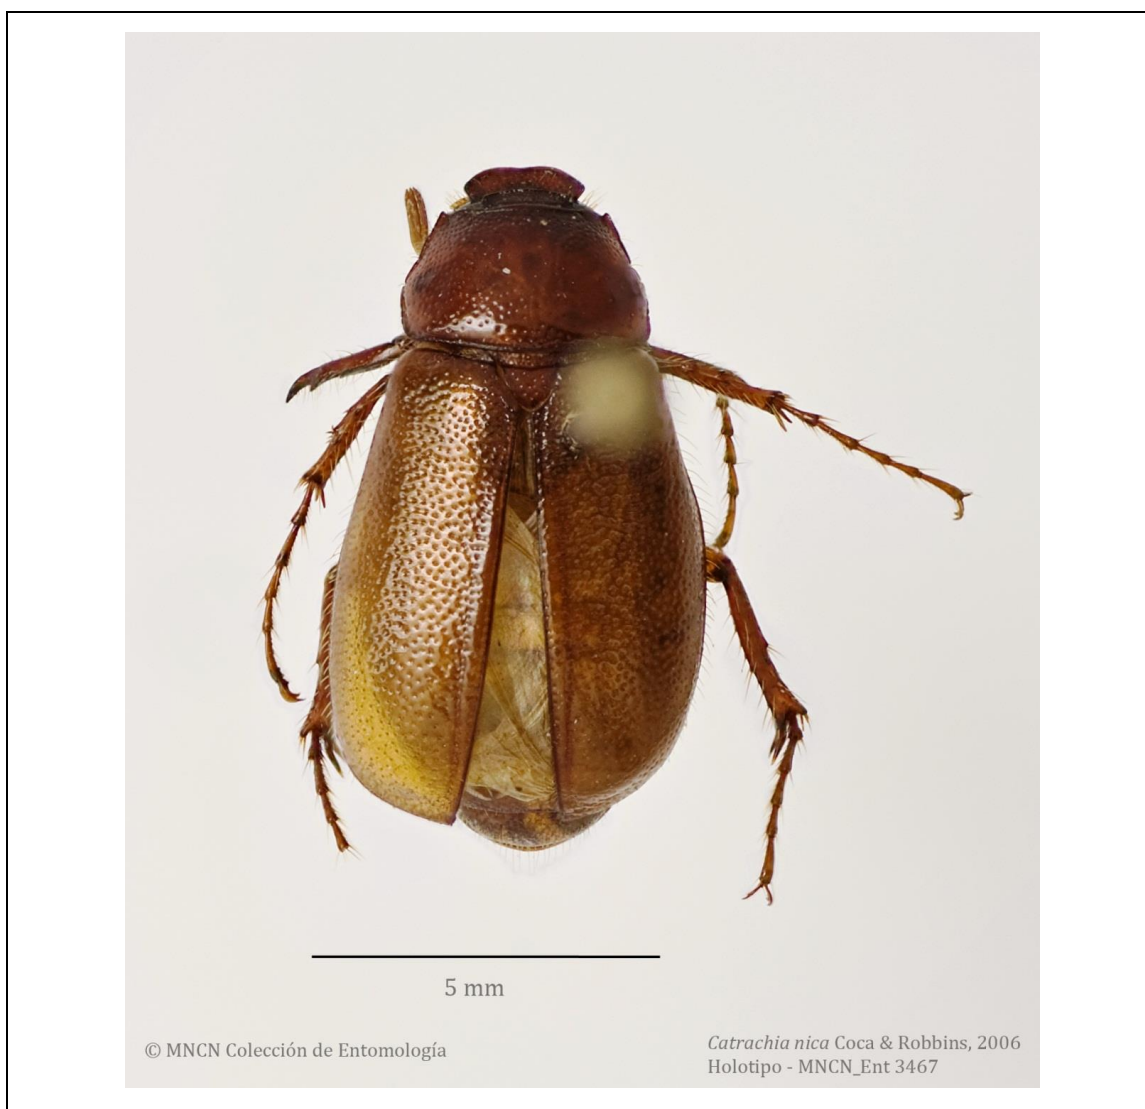 5 mm
© MNCN Colección de Entomología
Catrachia nica Coca & Robbins, 2006
Holotipo - MNCN_Ent 3467